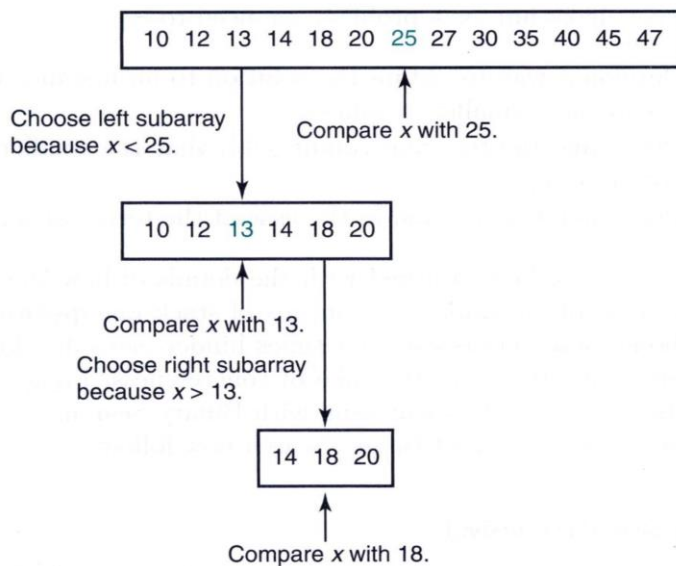 10 12 13 14 18 20 25 27 30 35 40 45 47
Choose left subarray
because x < 25.
Compare x with 25.
10 12 13 14 18 20
Compare x with 13.
Choose right subarray
because x > 13.
14 18 20
Compare x with 18.